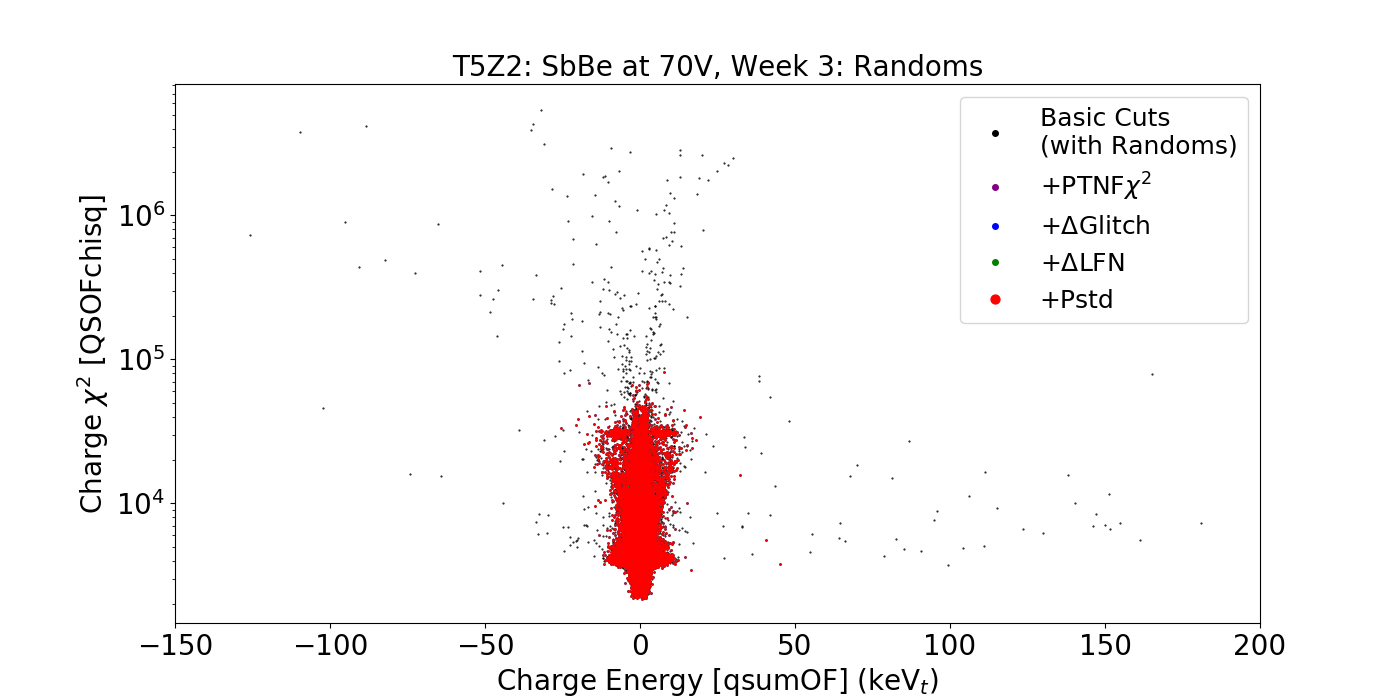 T5Z2: SbBe at 70V, Week 3: Randoms
Charge χ² [QSOFchisq]
10⁶
10⁵
10⁴
Basic Cuts
(with Randoms)
+PTNFχ²
+ΔGlitch
+ΔLFN
+Pstd
−150 −100 −50 0 50 100 150 200
Charge Energy [qsumOF] (keVₜ)